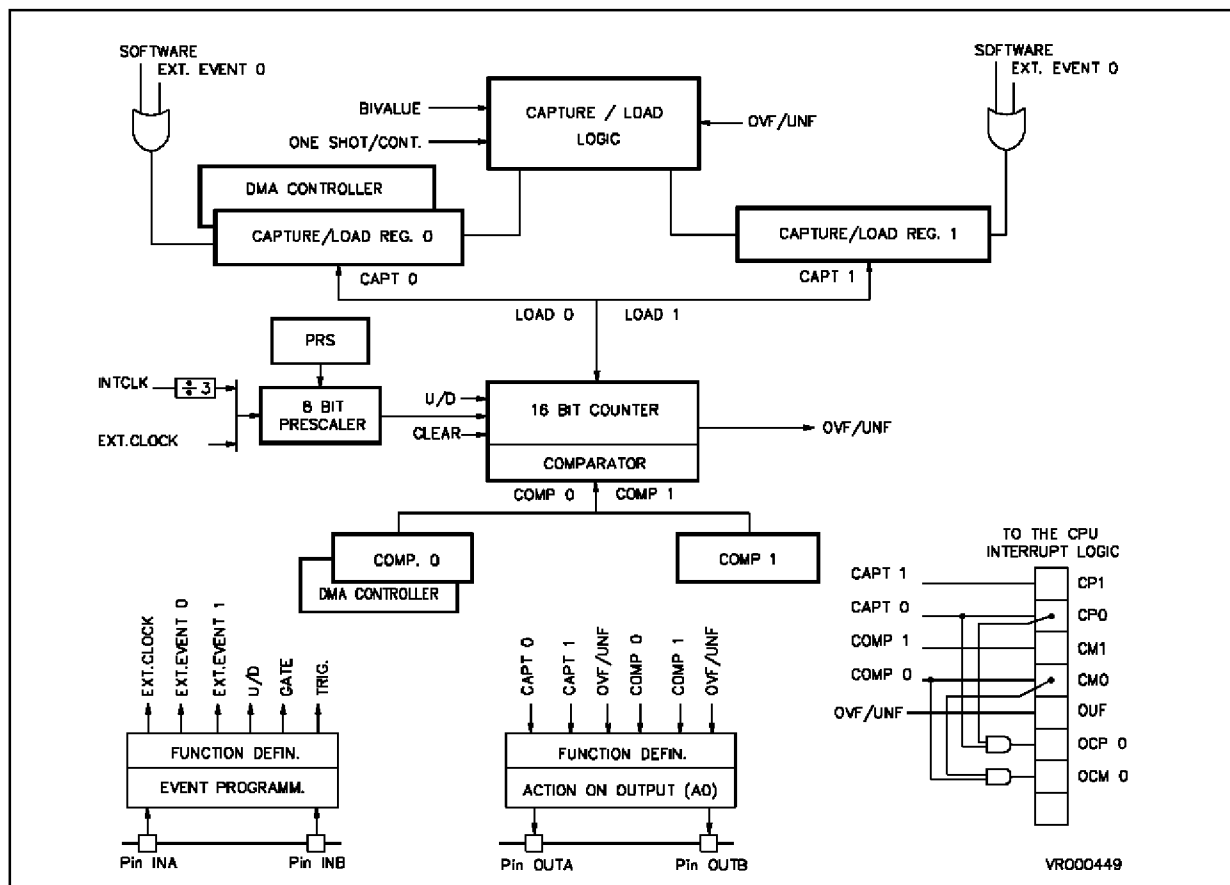 SOFTWARE
EXT. EVENT 0
SOFTWARE
EXT. EVENT 0
BIVALUE
ONE SHOT/CONT.
CAPTURE / LOAD
LOGIC
OVF/UNF
DMA CONTROLLER
CAPTURE/LOAD REG. 0
CAPTURE/LOAD REG. 1
CAPT 0
CAPT 1
LOAD 0
LOAD 1
PRS
INTCLK
÷ 3
8 BIT
PRESCALER
EXT.CLOCK
U/D
CLEAR
16 BIT COUNTER
COMPARATOR
OVF/UNF
COMP 0
COMP 1
COMP. 0
DMA CONTROLLER
COMP 1
TO THE CPU
INTERRUPT LOGIC
CAPT 1
CP1
CAPT 0
CP0
COMP 1
CM1
COMP 0
CM0
OVF/UNF
OUF
OCP 0
OCM 0
EXT.CLOCK
EXT.EVENT 0
EXT.EVENT 1
U/D
GATE
TRIG.
FUNCTION DEFIN.
EVENT PROGRAMM.
Pin INA
Pin INB
CAPT 0
CAPT 1
OVF/UNF
COMP 0
COMP 1
OVF/UNF
FUNCTION DEFIN.
ACTION ON OUTPUT (AO)
Pin OUTA
Pin OUTB
VR000449